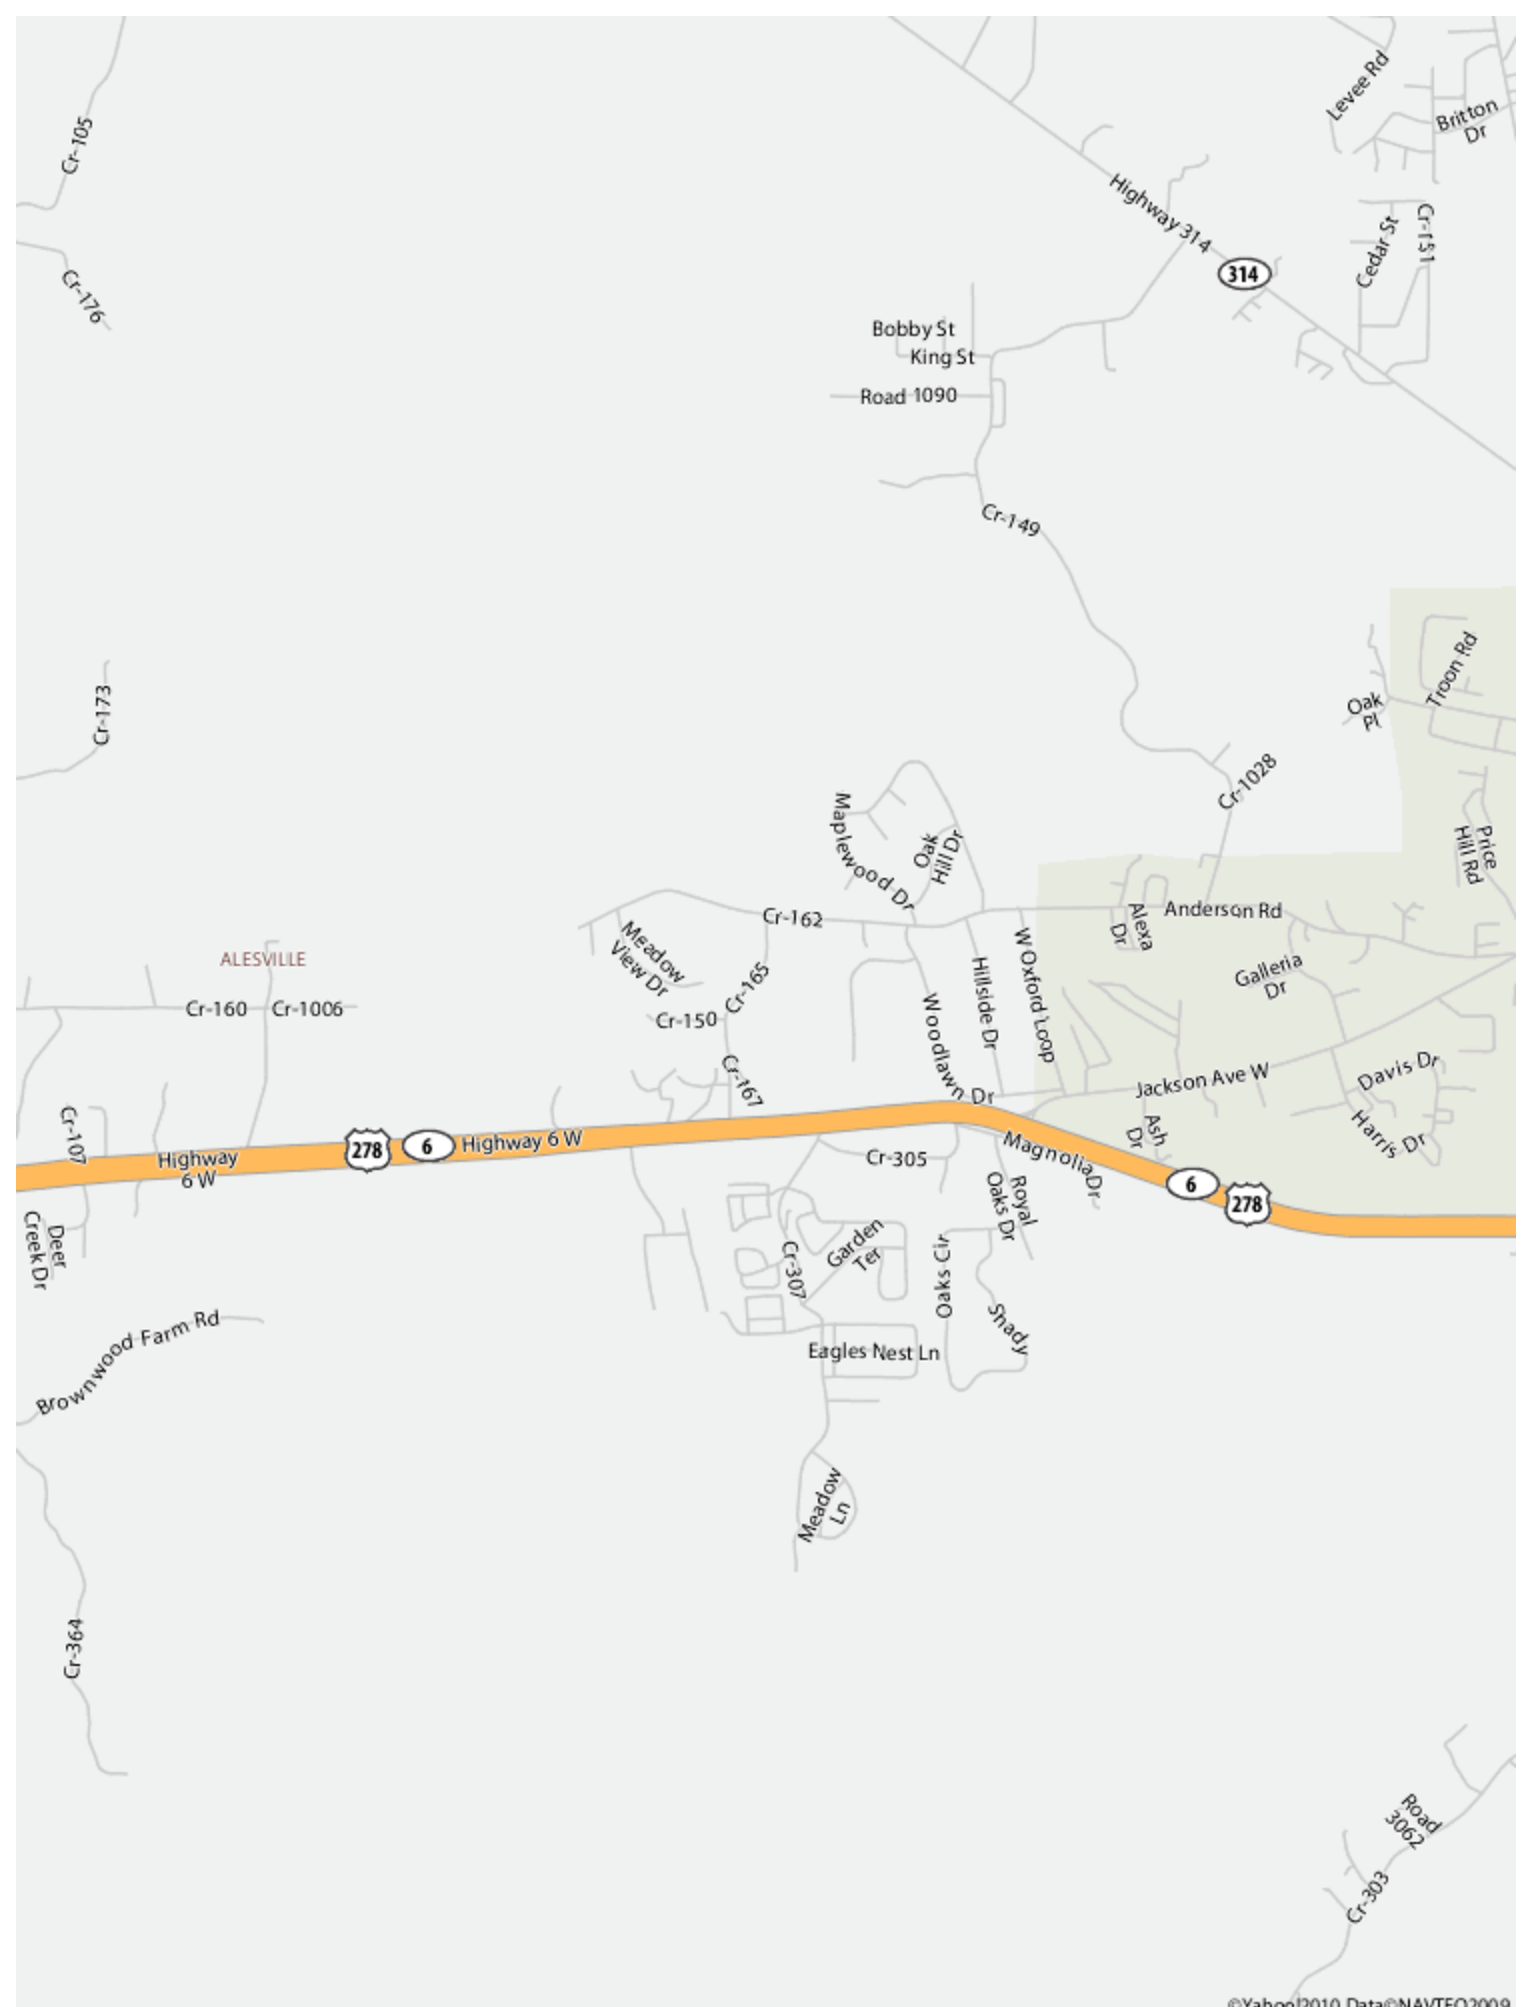 Levee Rd
Britton
Dr
Cr-105
Highway 314
314
Cedar St
Cr-151
Cr-176
Bobby St
King St
Road 1090
Cr-149
Troon Rd
Oak
Pl
Cr-173
Cr-1028
Maplewood Dr
Oak
Hill Dr
Price
Hill Rd
Cr-162
Anderson Rd
Alexa
Dr
Meadow
View Dr
ALESVILLE
W Oxford Loop
Hillside Dr
Galleria
Dr
Cr-165
Cr-160
Cr-1006
Cr-150
Woodlawn Dr
Cr-167
Jackson Ave W
Davis Dr
Cr-107
Ash
Dr
Harris Dr
Highway
6 W
278
6
Highway 6 W
Cr-305
Magnolia Dr
6
278
Royal
Oaks Dr
Deer
Creek Dr
Cr-307
Garden
Ter
Oaks Cir
Shady
Brownwood Farm Rd
Eagles Nest Ln
Meadow
Ln
Cr-364
Road
3062
Cr-303
©Yahoo!2010 Data©NAVTEQ2009